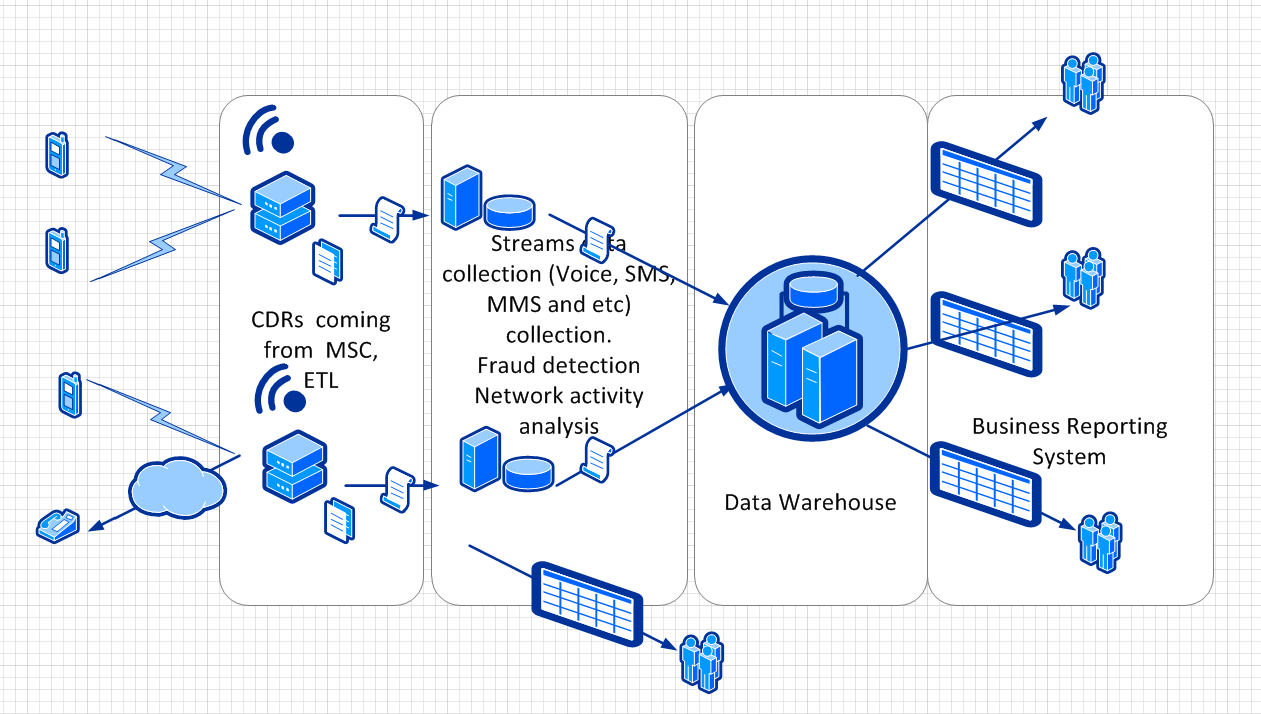 CDRs coming
from MSC,
ETL
Streams data
collection (Voice, SMS,
MMS and etc)
collection.
Fraud detection
Network activity
analysis
Data Warehouse
Business Reporting
System